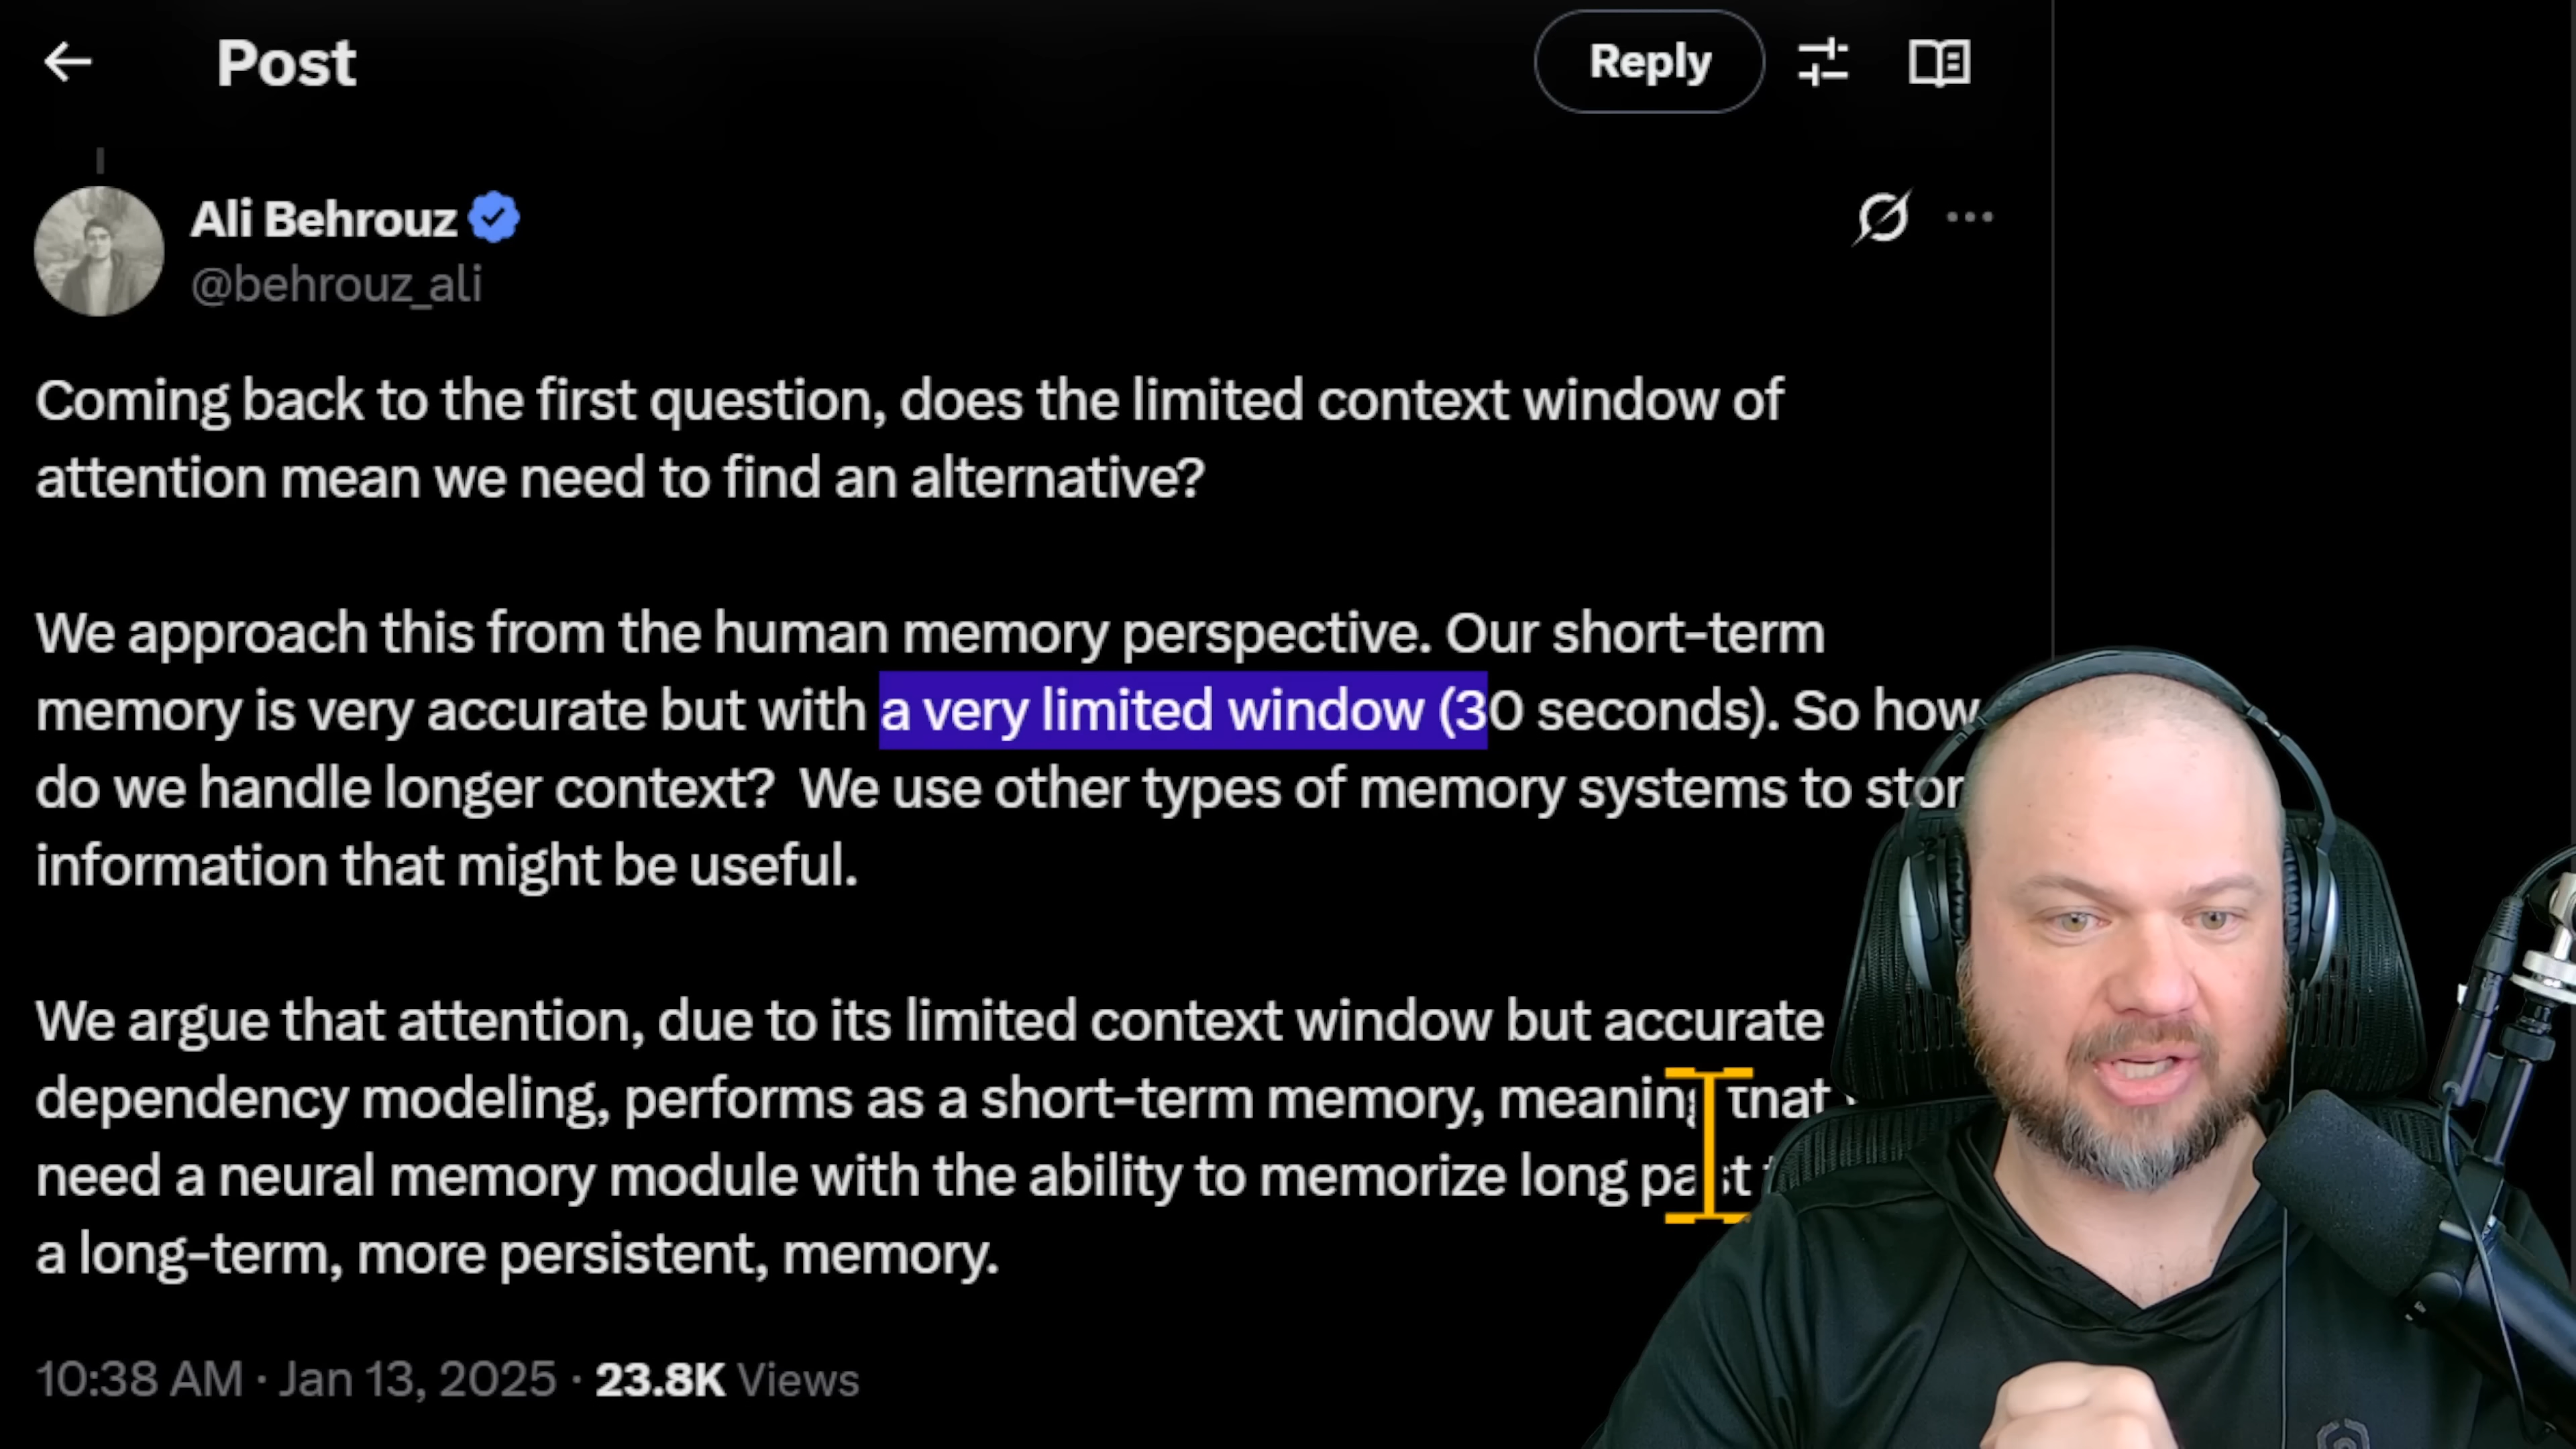 Post
Reply
Ali Behrouz
@behrouz_ali
Coming back to the first question, does the limited context window of
attention mean we need to find an alternative?
We approach this from the human memory perspective. Our short-term
memory is very accurate but with a very limited window (30 seconds). So how
do we handle longer context? We use other types of memory systems to
information that might be useful.
We argue that attention, due to its limited context window but accurate
dependency modeling, performs as a short-term memory, meaning that
need a neural memory module with the ability to memorize long past
a long-term, more persistent, memory.
10:38 AM · Jan 13, 2025 · 23.8K Views